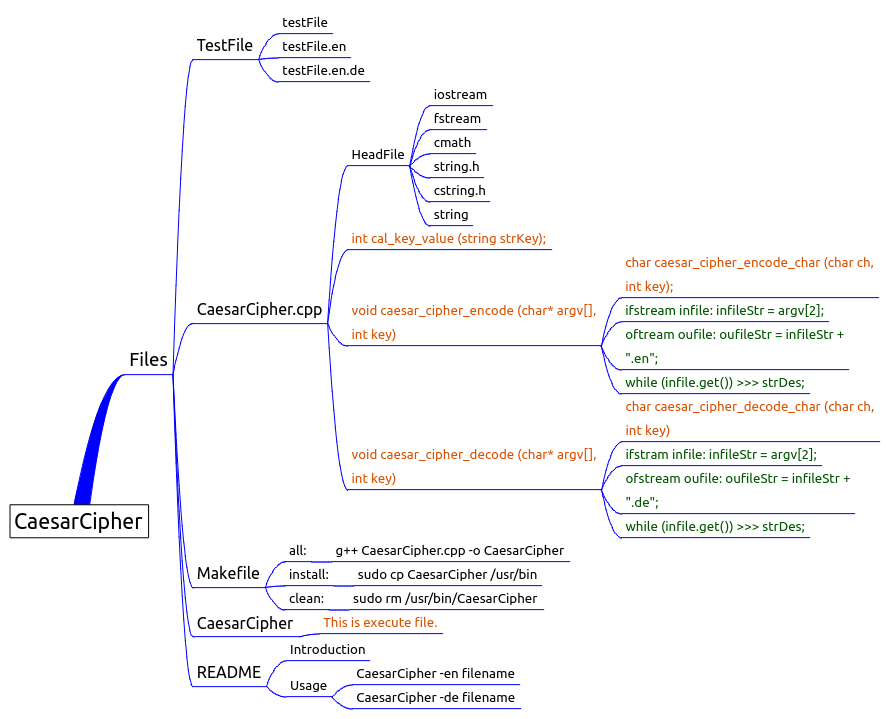 testFile
TestFile
testFile.en
testFile.en.de
iostream
fstream
cmath
HeadFile
string.h
cstring.h
string
int cal_key_value (string strKey);
char caesar_cipher_encode_char (char ch,
int key);
CaesarCipher.cpp
void caesar_cipher_encode (char* argv[],
int key)
ifstream infile: infileStr = argv[2];
oftream oufile: oufileStr = infileStr +
".en";
while (infile.get()) >>> strDes;
Files
char caesar_cipher_decode_char (char ch,
int key)
void caesar_cipher_decode (char* argv[],
int key)
ifstram infile: infileStr = argv[2];
ofstream oufile: oufileStr = infileStr +
".de";
while (infile.get()) >>> strDes;
CaesarCipher
Makefile
all: g++ CaesarCipher.cpp -o CaesarCipher
install: sudo cp CaesarCipher /usr/bin
clean: sudo rm /usr/bin/CaesarCipher
CaesarCipher This is execute file.
README
Introduction
Usage
CaesarCipher -en filename
CaesarCipher -de filename